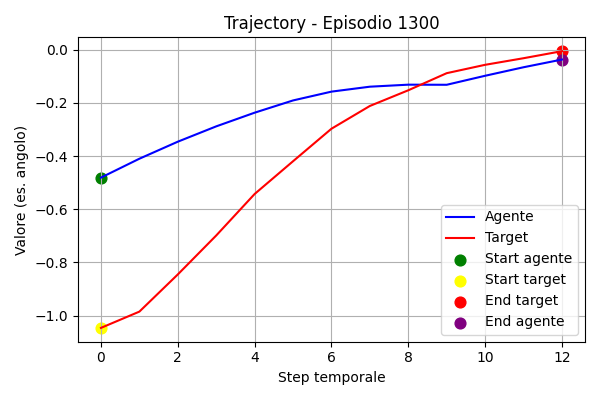 Trajectory - Episodio 1300
Valore (es. angolo)
0.0
−0.2
−0.4
−0.6
−0.8
−1.0
0 2 4 6 8 10 12
Step temporale
Agente
Target
Start agente
Start target
End target
End agente